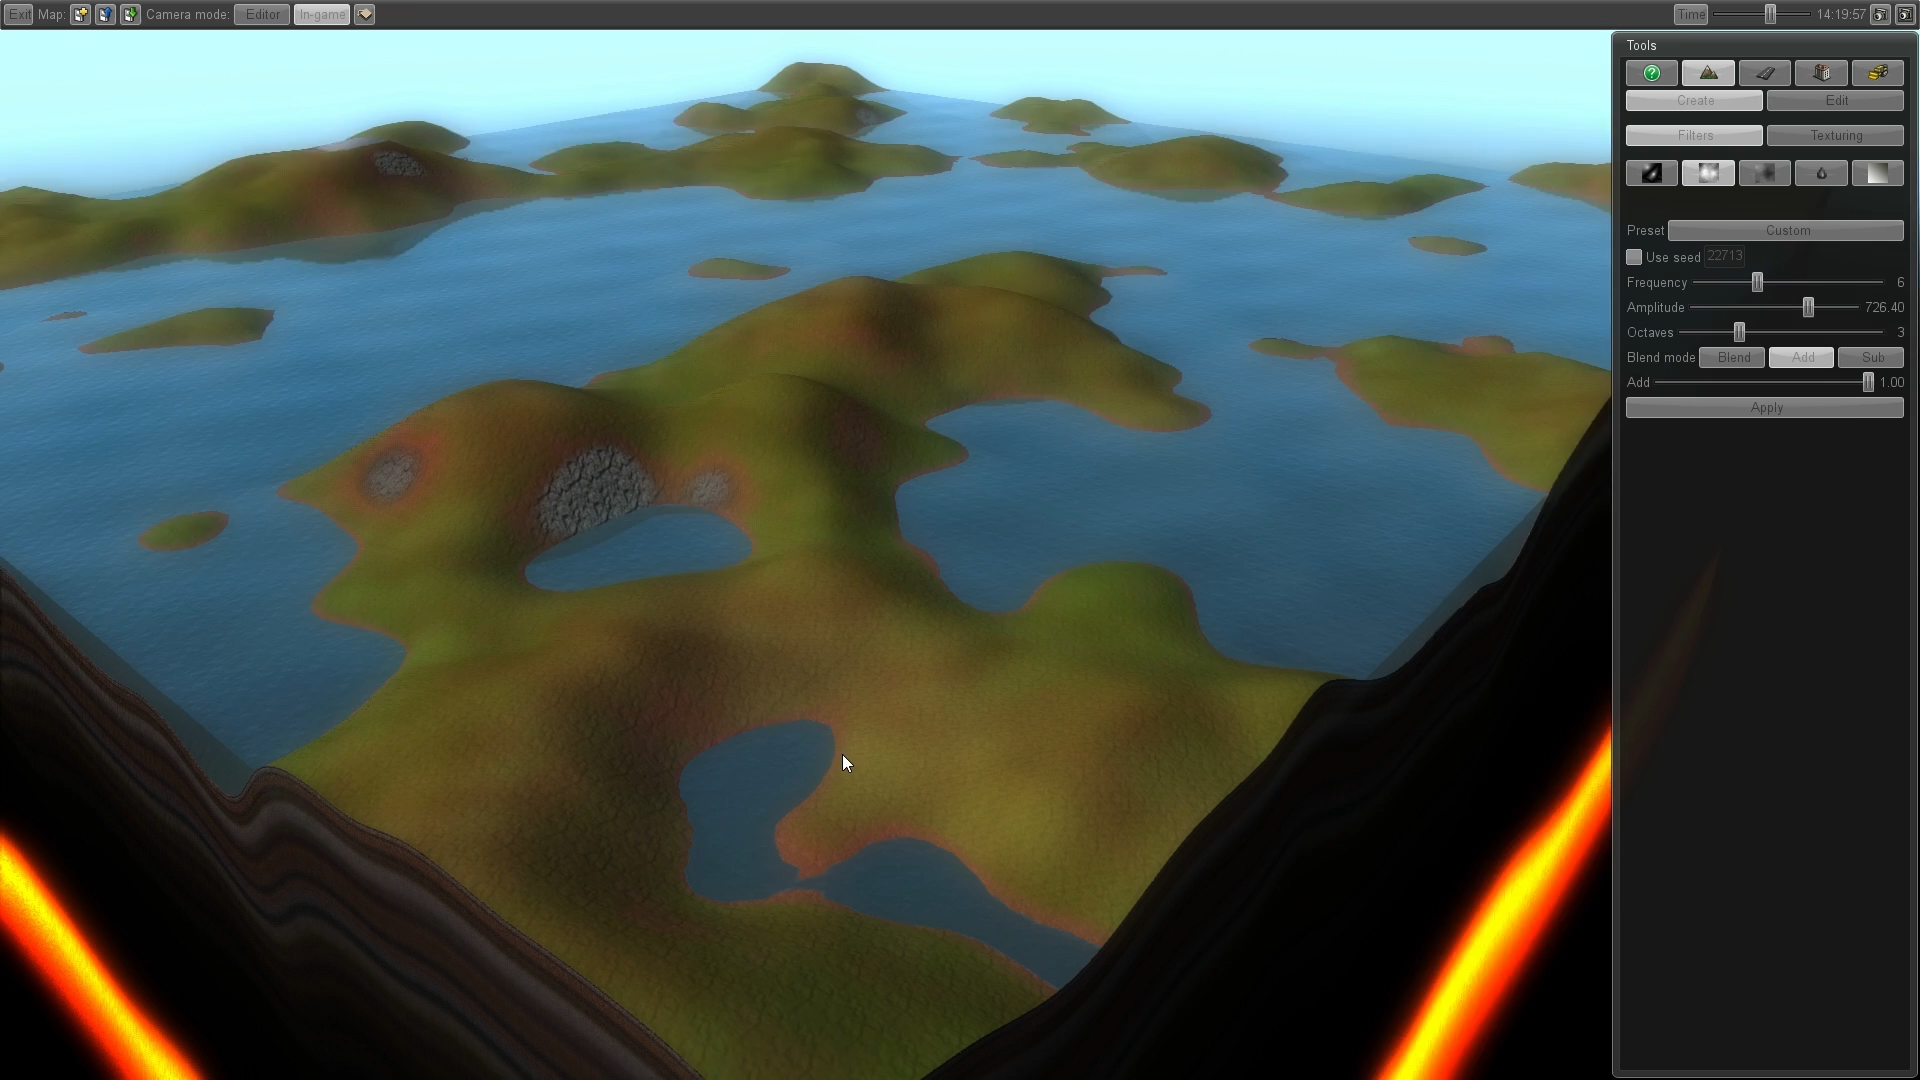 Exit Map: Camera mode: Editor In-game Time 14:19:57
Tools
Create Edit
Filters Texturing
Preset Custom
Use seed 22713
Frequency 6
Amplitude 726.40
Octaves 3
Blend mode Blend Add Sub
Add 1.00
Apply